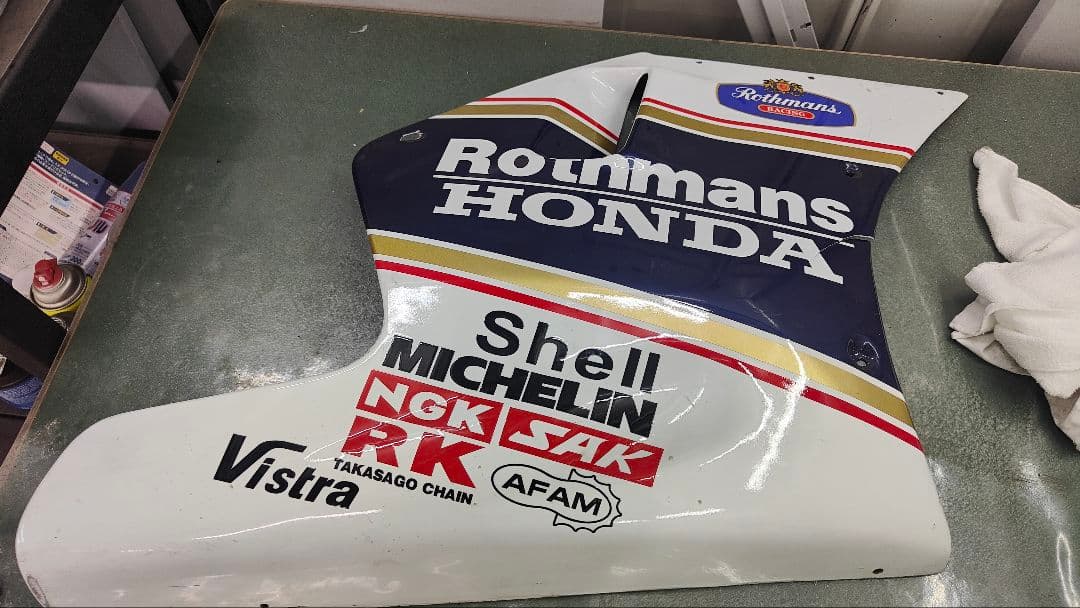 Rothmans
RACING
Rothmans
HONDA
Shell
MICHELIN
NGK SAK
RK
TAKASAGO CHAIN
Vistra
AFAM